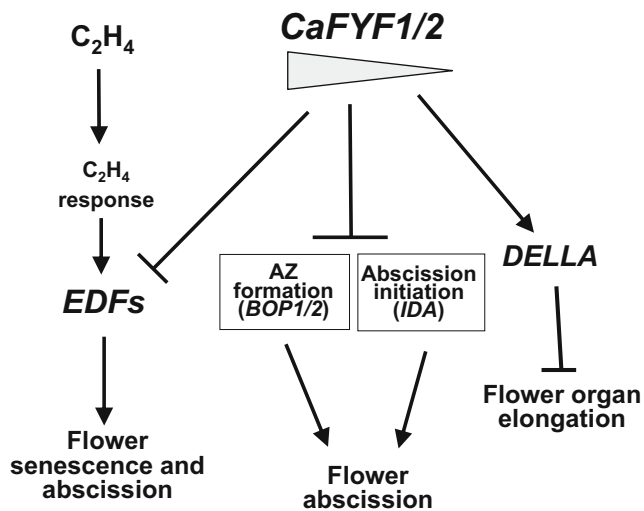 C₂H₄
CaFYF1/2
C₂H₄
response
EDFs
AZ
formation
(BOP1/2)
Abscission
initiation
(IDA)
DELLA
Flower organ
elongation
Flower
senescence and
abscission
Flower
abscission